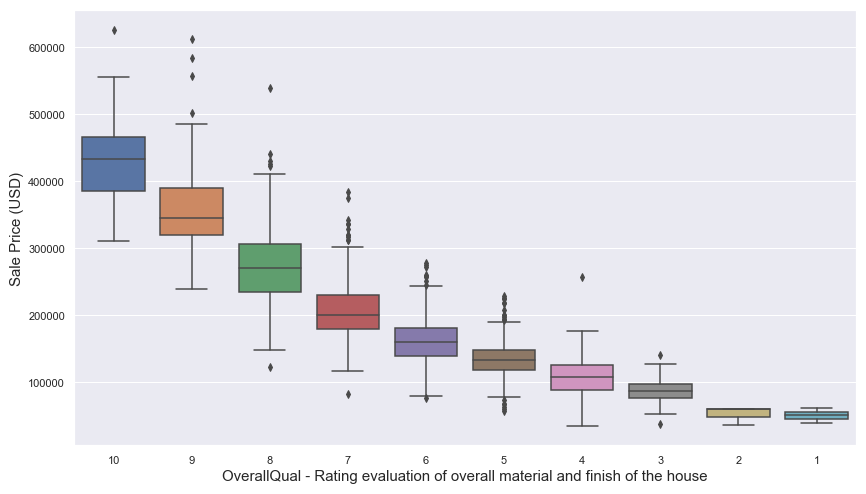 600000
500000
400000
300000
200000
100000
Sale Price (USD)
10 9 8 7 6 5 4 3 2 1
OverallQual - Rating evaluation of overall material and finish of the house